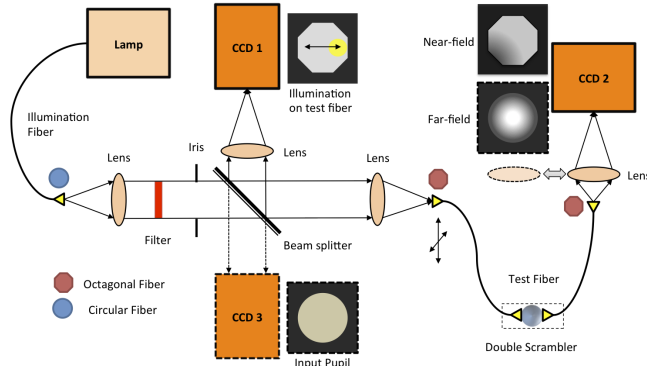 Lamp
CCD 1
Illumination
on test fiber
Near-field
CCD 2
Far-field
Illumination
Fiber
Iris
Lens
Lens
Lens
Lens
Filter
Beam splitter
Octagonal Fiber
Circular Fiber
CCD 3
Input Pupil
Test Fiber
Double Scrambler